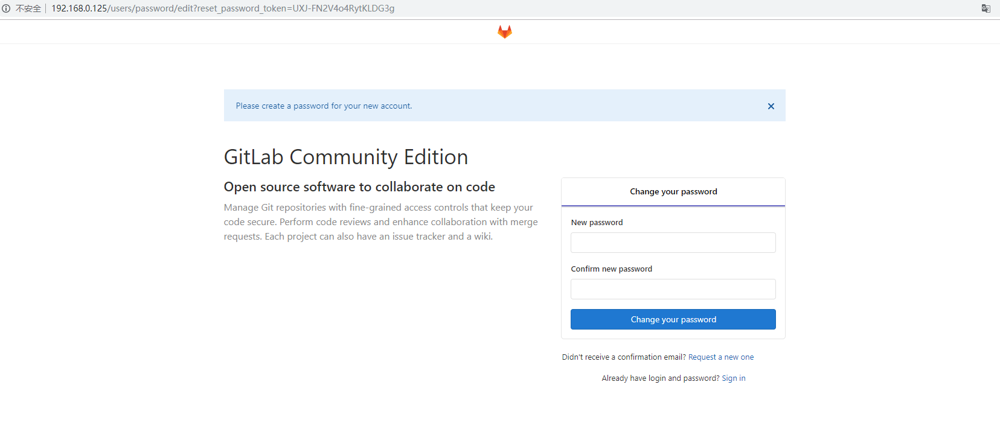 不安全 192.168.0.125/users/password/edit?reset_password_token=UXJ-FN2V4o4RytKLDG3g
Please create a password for your new account.
GitLab Community Edition
Open source software to collaborate on code
Manage Git repositories with fine-grained access controls that keep your
code secure. Perform code reviews and enhance collaboration with merge
requests. Each project can also have an issue tracker and a wiki.
Change your password
New password
Confirm new password
Change your password
Didn't receive a confirmation email? Request a new one
Already have login and password? Sign in